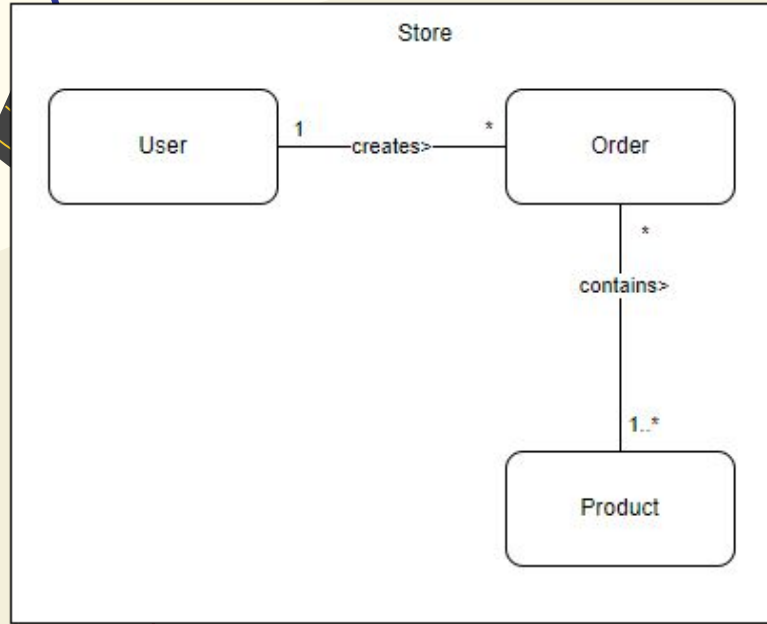 Store
User
1
creates>
*
Order
*
contains>
1..*
Product